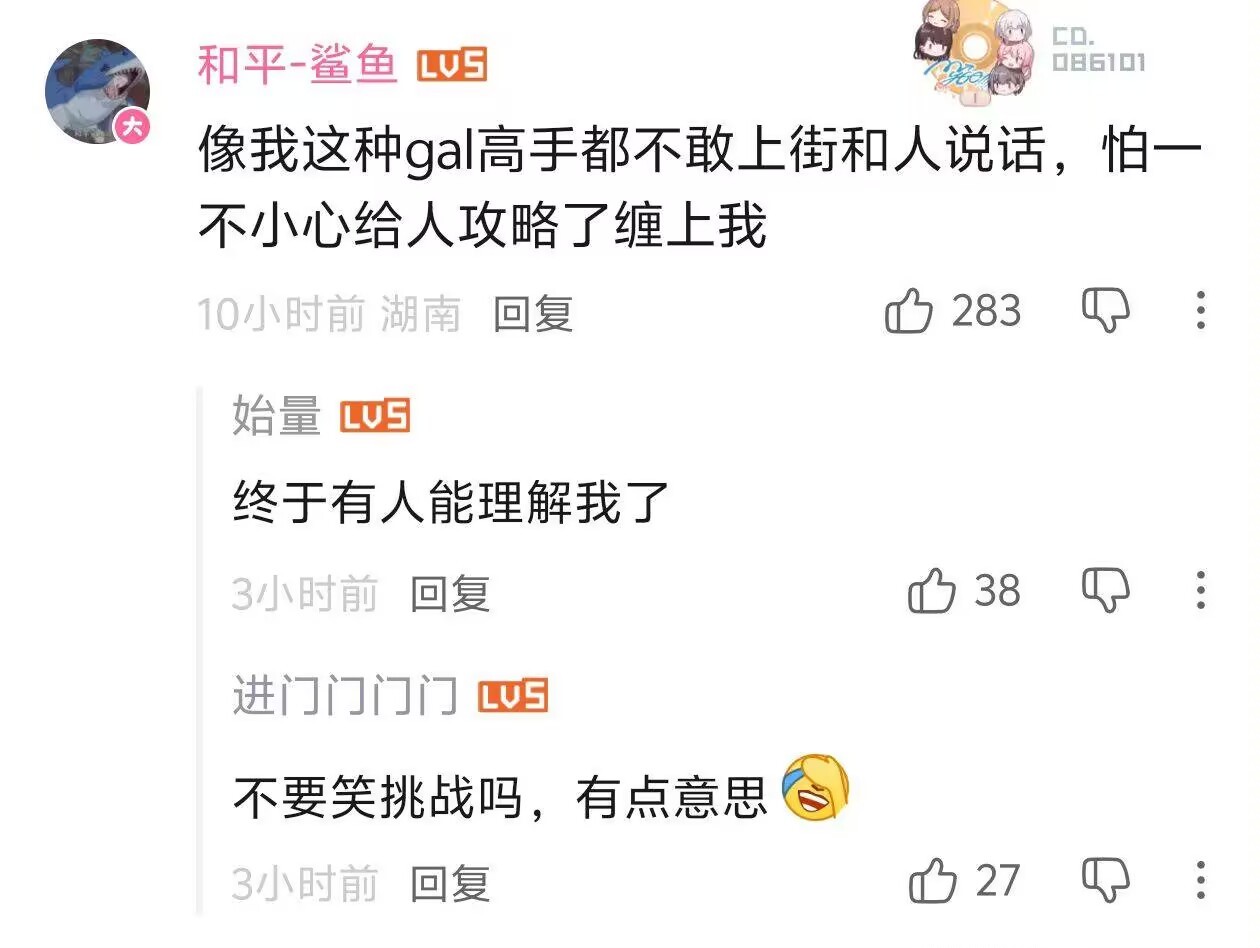 和平-鲨鱼 LV5
CD.
086101
大
像我这种gal高手都不敢上街和人说话，怕一
不小心给人攻略了缠上我
10小时前 湖南 回复 283
始量 LV5
终于有人能理解我了
3小时前 回复 38
进门门门门 LV5
不要笑挑战吗，有点意思
3小时前 回复 27